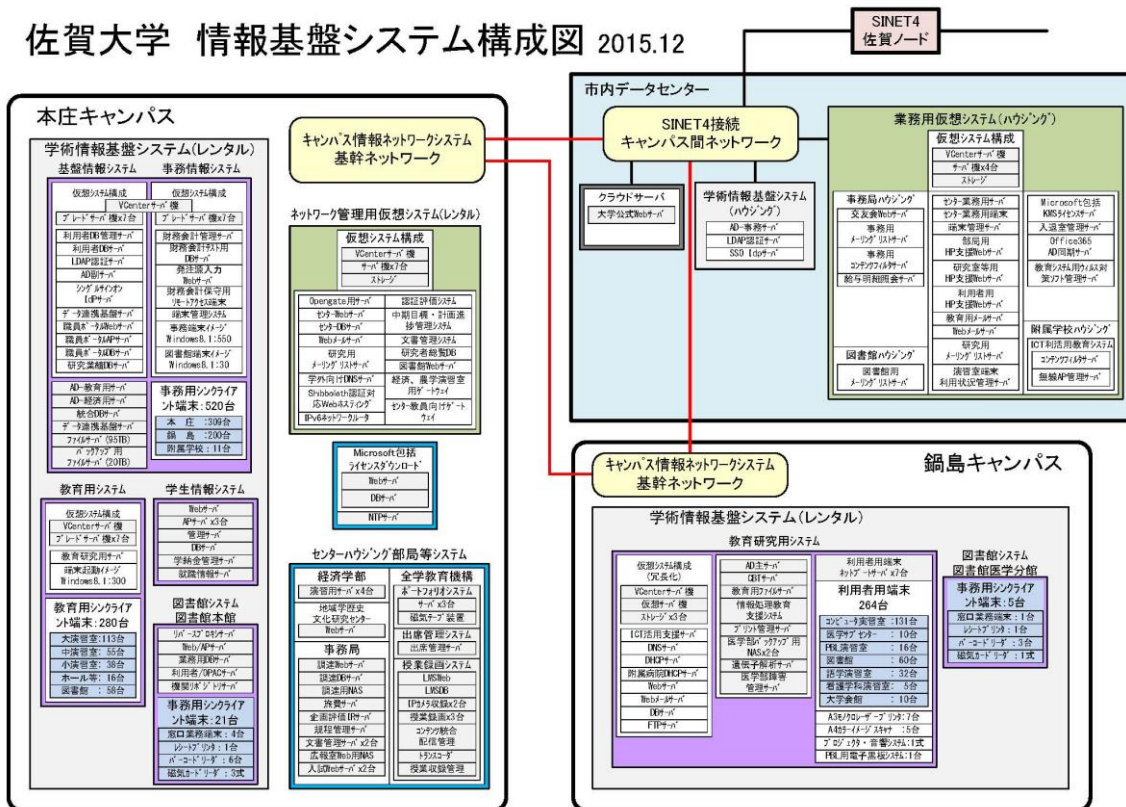 佐賀大学 情報基盤システム構成図 2015.12
SINET4
佐賀ノード
本庄キャンパス
学術情報基盤システム(レンタル)
基盤情報システム
仮想システム構成
事務情報システム
仮想システム構成
VCenterサーバ機
ブレードサーバ機x7台
ブレードサーバ機x7台
利用者DB管理サーバ
利用者DBサーバ
LDAP認証サーバ
AD副サーバ
シングルサインオン
IdPサーバ
データ連携基盤サーバ
職員ポータルWebサーバ
職員ポータルAPサーバ
職員ポータルDBサーバ
研究業績DBサーバ
財務会計管理サーバ
財務会計テスト用
DBサーバ
発注源入力
Webサーバ
財務会計保守用
リモートアクセス端末
端末管理システム
事務端末イメージ
Windows8.1:550
図書館端末イメージ
Windows8.1:30
AD-教育用サーバ
AD-経済用サーバ
統合DBサーバ
データ連携基盤サーバ
ファイルサーバ(95TB)
バックアップ用
ファイルサーバ(20TB)
事務用シンクライア
ント端末:520台
本 庄 :309台
鍋 島 :200台
附属学校:11台
教育用システム
仮想システム構成
VCenterサーバ機
ブレードサーバ機x7台
教育研究用サーバ
端末起動イメージ
Windows8.1:300
教育用シンクライア
ント端末:280台
大演習室:113台
中演習室: 55台
小演習室: 38台
ホール等: 16台
図書館 : 58台
学生情報システム
Webサーバ
APサーバx3台
管理サーバ
DBサーバ
学納金管理サーバ
就職情報サーバ
図書館システム
図書館本館
リバースプロキシサーバ
Web/APサーバ
業務用DBサーバ
利用者/OPACサーバ
機関リポジトリサーバ
事務用シンクライア
ント端末:21台
窓口業務端末:4台
レシートプリンタ:1台
バーコードリーダ:6台
磁気カードリーダ:3式
キャンパス情報ネットワークシステム
基幹ネットワーク
ネットワーク管理用仮想システム(レンタル)
仮想システム構成
VCenterサーバ機
サーバ機x7台
ストレージ
Opengate用サーバ
センターWebサーバ
センターDBサーバ
Webメールサーバ
研究用
メーリングリストサーバ
学外向けDNSサーバ
Shibboleth認証対
応Webホスティング
IPv6ネットワークルータ
認証評価システム
中期目標・計画進
捗管理システム
文書管理サーバ
研究者総覧DB
図書館Webサーバ
経済、農学演習室
用ゲートウェイ
センター教員向けゲート
ウェイ
Microsoft包括
ライセンスダウンロード
Webサーバ
DBサーバ
NTPサーバ
センターハウジング部局等システム
経済学部
演習用サーバx4台
地域学歴史
文化研究センター
Webサーバ
事務局
調達Webサーバ
調達DBサーバ
調達用NAS
旅費サーバ
企画評価IRサーバ
規程管理サーバ
文書管理サーバx2台
広報室Web用NAS
入試Webサーバx2台
全学教育機構
ポートフォリオシステム
サーバx3台
磁気テープ装置
出席管理システム
出席管理サーバ
授業録画システム
LMSWeb
LMSDB
IPカメラ収録x2台
授業録画x3台
コンテンツ統合
配信管理
トランスコーダ
授業収録管理
市内データセンター
SINET4接続
キャンパス間ネットワーク
クラウドサーバ
大学公式Webサーバ
学術情報基盤システム
(ハウジング)
AD-事務サーバ
LDAP認証サーバ
SSO Idpサーバ
業務用仮想システム(ハウジング)
仮想システム構成
VCenterサーバ機
サーバ機x4台
ストレージ
事務局ハウジング
交友会Webサーバ
事務用
メーリングリストサーバ
事務用
コンテンツフィルタサーバ
給与明細照会サーバ
図書館ハウジング
図書館用
メーリングリストサーバ
センター業務用サーバ
センター業務用端末
端末管理サーバ
部局用
HP支援Webサーバ
研究室等用
HP支援Webサーバ
利用者用
HP支援Webサーバ
教育用メールサーバ
Webメールサーバ
研究用
メーリングリストサーバ
演習室端末
利用状況管理サーバ
Microsoft包括
KMSライセンスサーバ
入退室管理サーバ
Office365
AD同期サーバ
教育システム用ウィルス対
策ソフト管理サーバ
附属学校ハウジング
ICT利活用教育システム
コンテンツフィルタサーバ
無線AP管理サーバ
キャンパス情報ネットワークシステム
基幹ネットワーク
鍋島キャンパス
学術情報基盤システム(レンタル)
教育研究用システム
仮想システム構成
(冗長化)
VCenterサーバ機
仮想サーバ機
ストレージx3台
ICT活用支援サーバ
DNSサーバ
DHCPサーバ
附属病院DHCPサーバ
Webサーバ
Webメールサーバ
DBサーバ
FTPサーバ
AD主サーバ
CBTサーバ
教育用ファイルサーバ
情報処理教育
支援システム
プリント管理サーバ
医学部バックアップ用
NASx2台
遺伝子解析サーバ
医学部障害
管理サーバ
利用者用端末
ネットブートサーバx7台
利用者用端末
264台
コンピュータ演習室:131台
医学サブセンター: 10台
PBL演習室 : 16台
図書館 : 60台
語学演習室 : 32台
看護学科演習室: 5台
大学会館 : 10台
A3モノクロレーザープリンタ:7台
A4カラーイメージスキャナ:5台
プロジェクタ・音響システム:1式
PBL用電子黒板システム:1台
図書館システム
図書館医学分館
事務用シンクライア
ント端末:5台
窓口業務端末:1台
レシートプリンタ:1台
バーコードリーダ:3台
磁気カードリーダ:1式